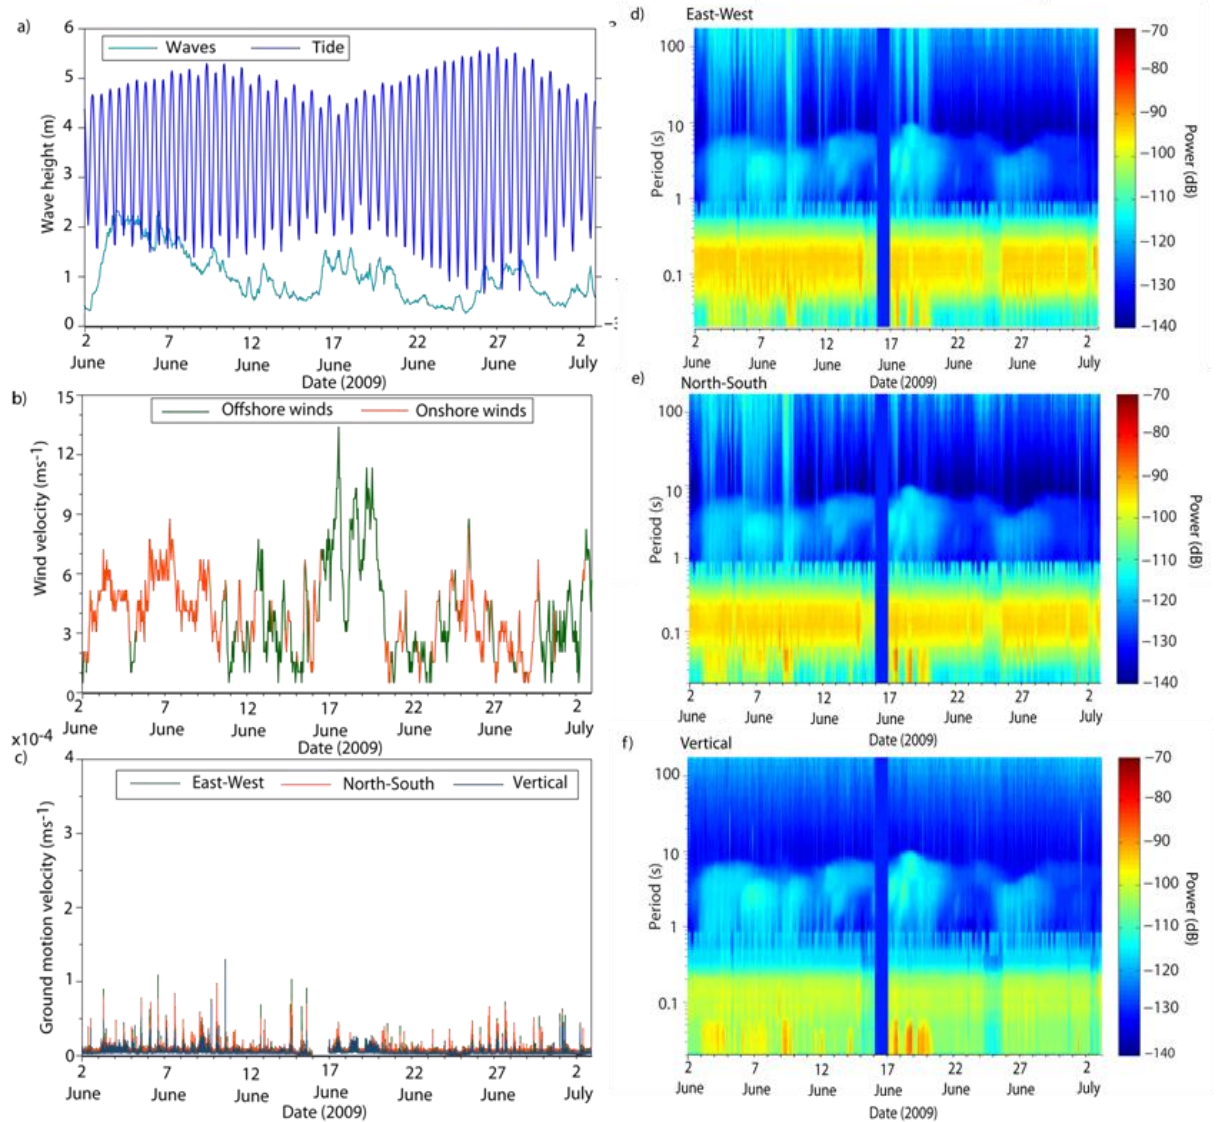 a)
6
5
4
3
2
1
0
Wave height (m)
Waves
Tide
2 7 12 17 22 27 2
June June June June June June July
Date (2009)
b)
15
12
9
6
3
0
Wind velocity (ms⁻¹)
Offshore winds
Onshore winds
2 7 12 17 22 27 2
June June June June June June July
Date (2009)
x10⁻⁴
c)
4
3
2
1
0
Ground motion velocity (ms⁻¹)
East-West
North-South
Vertical
2 7 12 17 22 27 2
June June June June June June July
Date (2009)
d)
East-West
100
10
1
0.1
Period (s)
2 7 12 17 22 27 2
June June June June June June July
Date (2009)
−70
−80
−90
−100
−110
−120
−130
−140
Power (dB)
e)
North-South
100
10
1
0.1
Period (s)
2 7 12 17 22 27 2
June June June June June June July
Date (2009)
−70
−80
−90
−100
−110
−120
−130
−140
Power (dB)
f)
Vertical
100
10
1
0.1
Period (s)
2 7 12 17 22 27 2
June June June June June June July
Date (2009)
−70
−80
−90
−100
−110
−120
−130
−140
Power (dB)